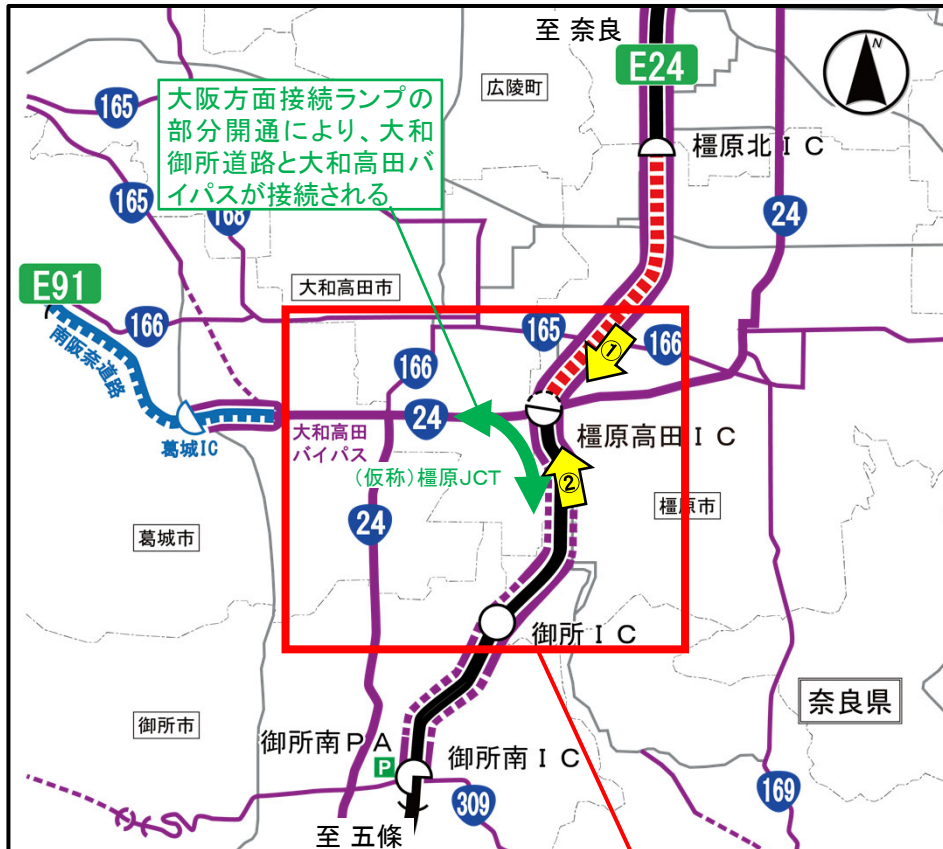 至 奈良
E24
N
165
広陵町
大阪方面接続ランプの
部分開通により、大和
御所道路と大和高田バ
イパスが接続される
橿原北ＩＣ
165
168
24
E91
大和高田市
166
165
①
166
166
南阪奈道路
24
葛城IC
大和高田
バイパス
橿原高田ＩＣ
(仮称)橿原JCT
②
橿原市
24
葛城市
御所ＩＣ
奈良県
御所市
御所南ＰＡ
P
御所南ＩＣ
309
169
至 五條